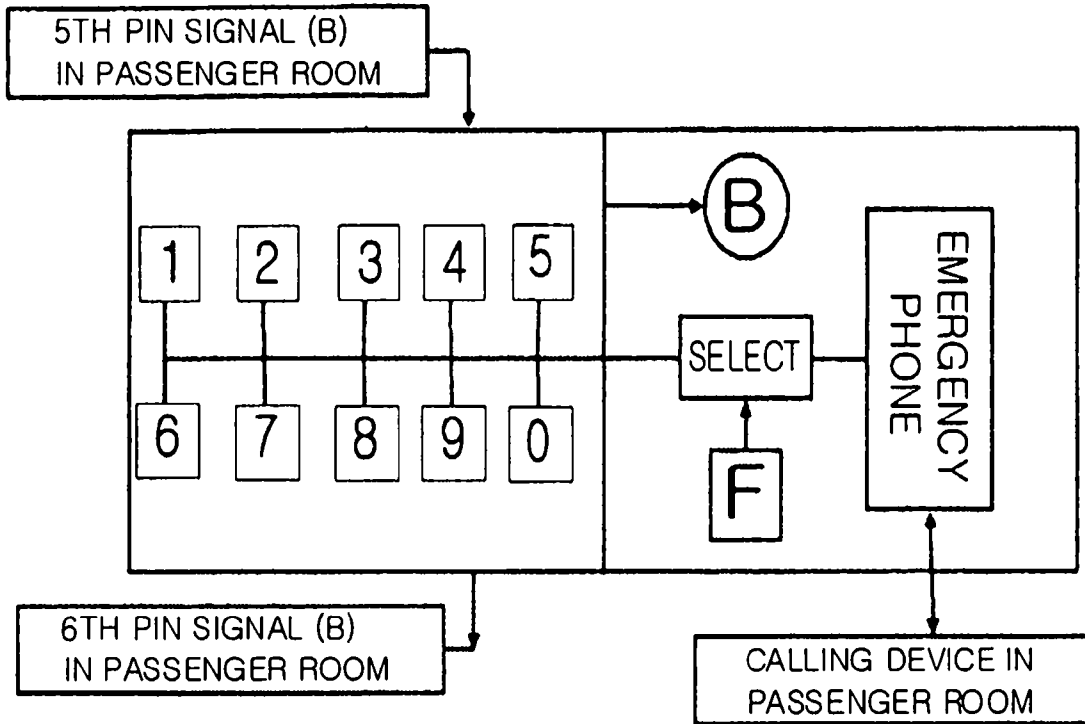 5TH PIN SIGNAL (B)
IN PASSENGER ROOM
B
1 2 3 4 5
SELECT
EMERGENCY
PHONE
6 7 8 9 0
F
6TH PIN SIGNAL (B)
IN PASSENGER ROOM
CALLING DEVICE IN
PASSENGER ROOM